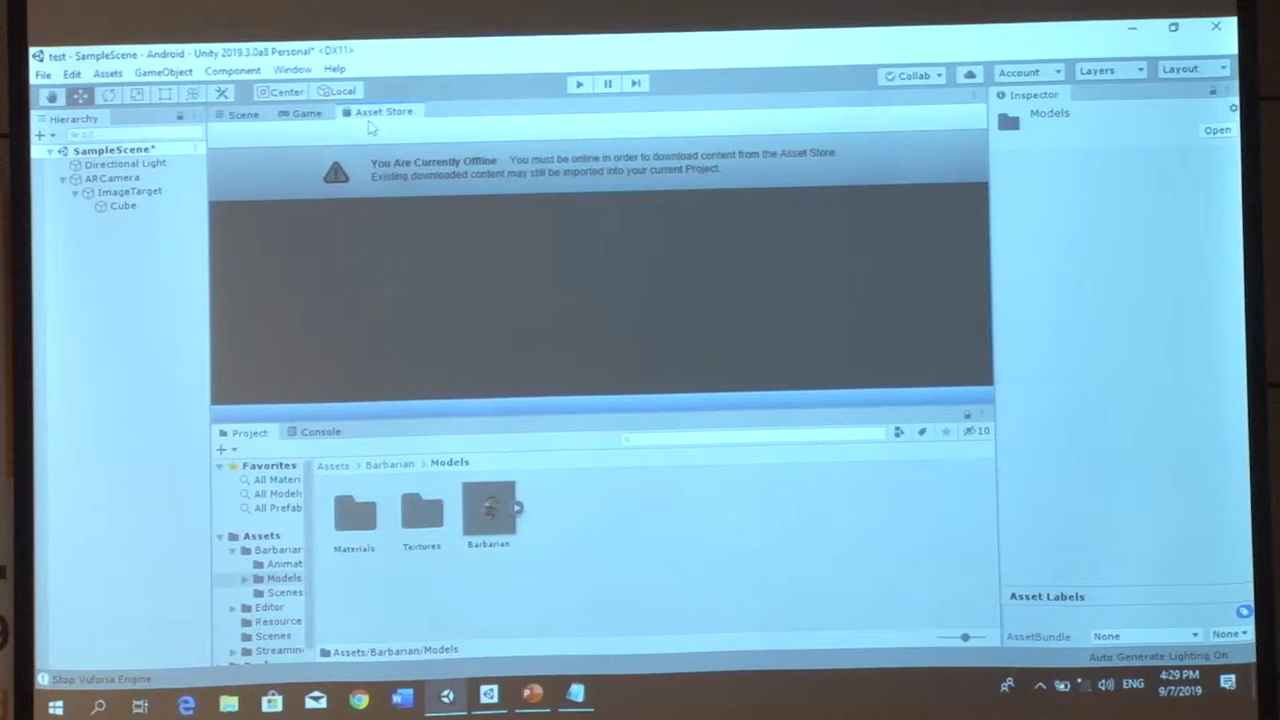 test - SampleScene - Android - Unity 2019.3.0a8 Personal* <DX11>
File Edit Assets GameObject Component Window Help
Center Local Collab Account Layers Layout
Hierarchy Scene Game Asset Store Inspector
All
Models
Open
SampleScene*
Directional Light
ARCamera
ImageTarget
Cube
You Are Currently Offline You must be online in order to download content from the Asset Store.
Existing downloaded content may still be imported into your current Project.
Project Console
10
Favorites
All Materi
All Models
All Prefab
Assets
Barbarian
Animat
Models
Scenes
Editor
Resource
Scenes
Streamin
Assets > Barbarian > Models
Materials Textures Barbarian
Assets/Barbarian/Models
Asset Labels
AssetBundle None None
Auto Generate Lighting On
Stop Vuforia Engine
ENG
4:29 PM
9/7/2019